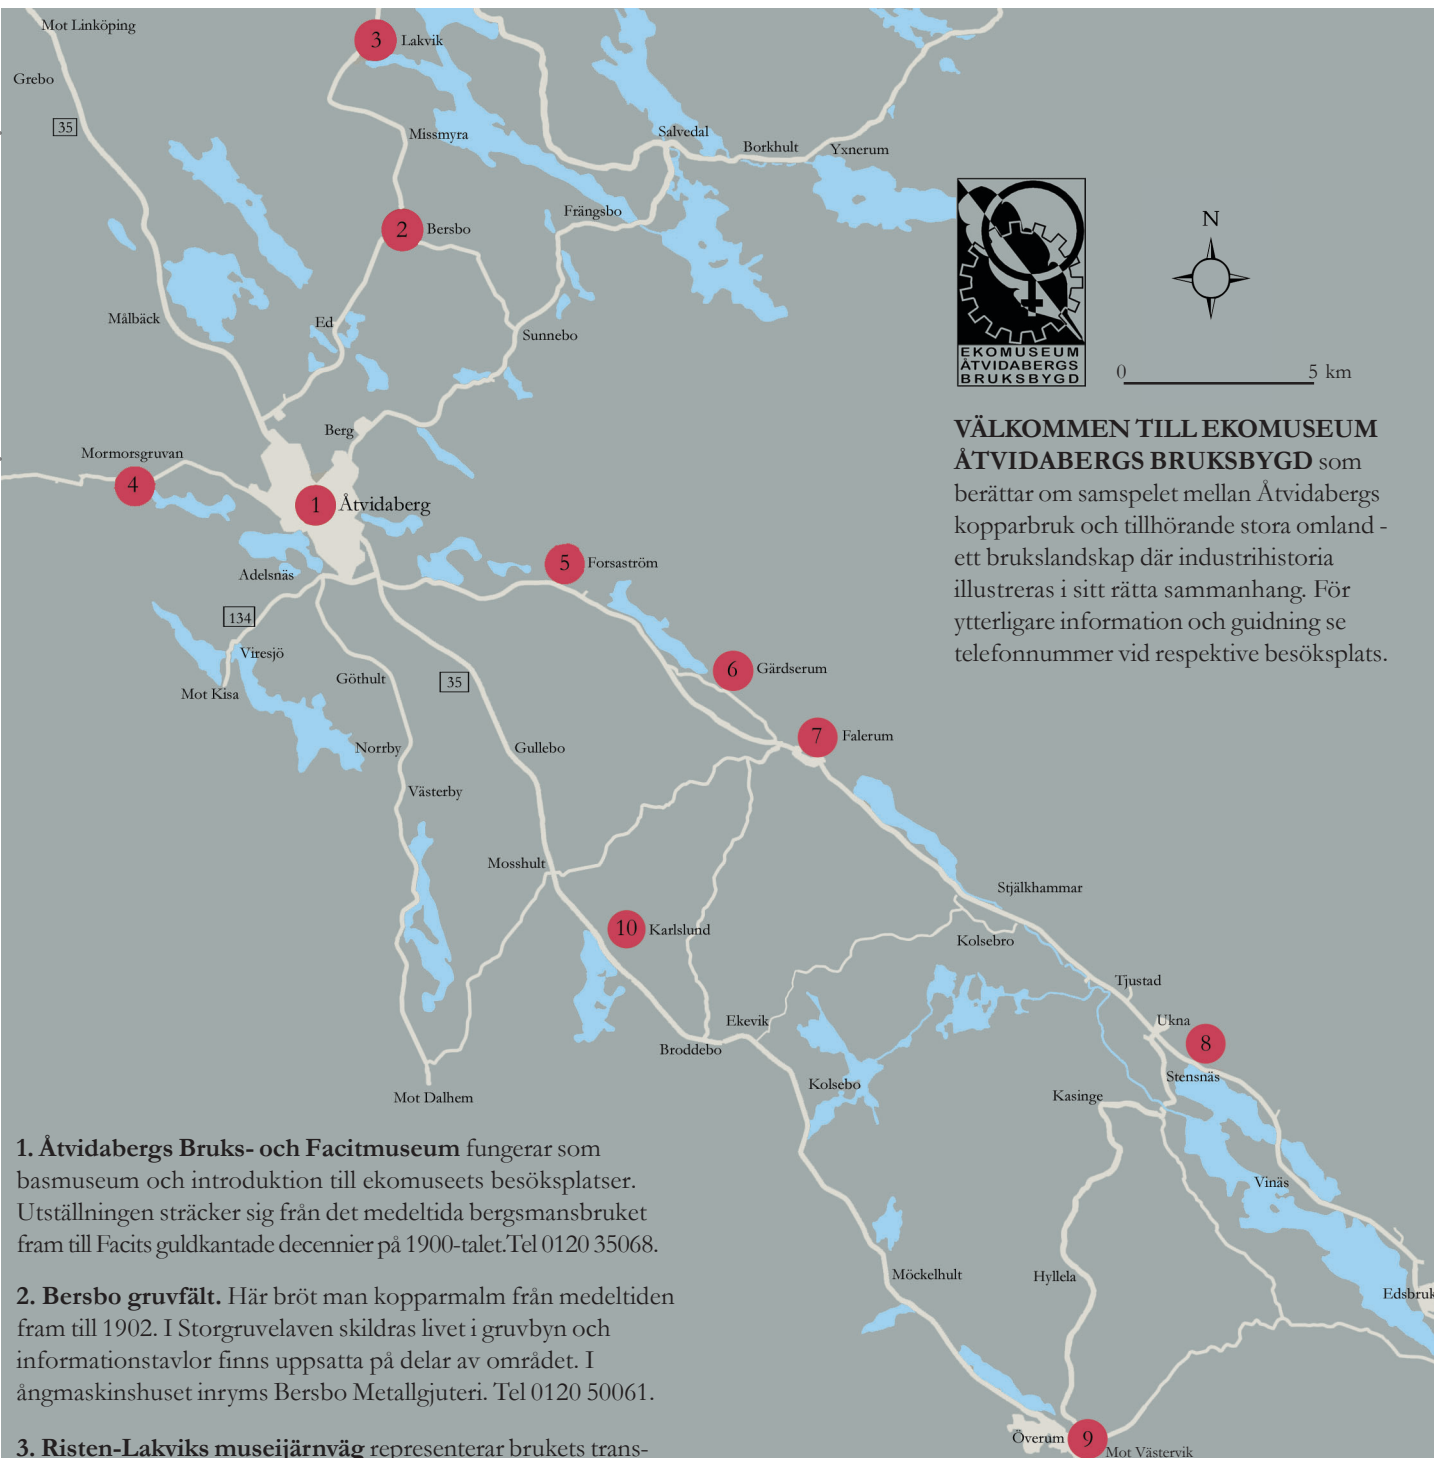 Mot Linköping
3
Lakvik
Grebo
35
Missmyra
Salvedal
Borkhult
Yxnerum
2
Bersbo
Frängsbo
N
Målbäck
Ed
Sunnebo
EKOMUSEUM
ÅTVIDABERGS
BRUKSBYGD
0
5 km
Berg
Mormorsgruvan
4
1
Åtvidaberg
VÄLKOMMEN TILL EKOMUSEUM
ÅTVIDABERGS BRUKSBYGD som
berättar om samspelet mellan Åtvidabergs
kopparbruk och tillhörande stora omland -
ett brukslandskap där industrihistoria
illustreras i sitt rätta sammanhang. För
ytterligare information och guidning se
telefonnummer vid respektive besöksplats.
Adelsnäs
5
Forsaström
134
Viresjö
Mot Kisa
Göthult
35
6
Gärdserum
Norrby
Gullebo
7
Falerum
Västerby
Mosshult
Stjälkhammar
10
Karlslund
Kolsebro
Tjustad
Ekevik
Ukna
Broddebo
8
Stensnäs
Kolsebo
Kasinge
Mot Dalhem
Vinäs
Möckelhult
Hyllela
Edsbruk
Överum
9
Mot Västervik
1. Åtvidabergs Bruks- och Facitmuseum fungerar som
basmuseum och introduktion till ekomuseets besöksplatser.
Utställningen sträcker sig från det medeltida bergsmansbruket
fram till Facits guldkantade decennier på 1900-talet.Tel 0120 35068.
2. Bersbo gruvfält. Här bröt man kopparmalm från medeltiden
fram till 1902. I Storgruvelaven skildras livet i gruvbyn och
informationstavlor finns uppsatta på delar av området. I
ångmaskinshuset inryms Bersbo Metallgjuteri. Tel 0120 50061.
3. Risten-Lakviks museijärnväg representerar brukets trans-